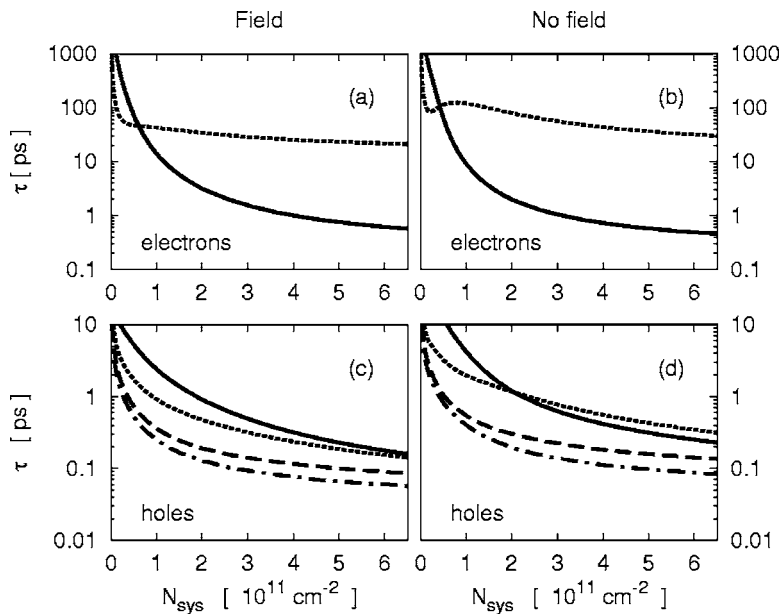 Field No field
1000 (a) (b) 1000
100 100
τ [ ps ] 10 10
1 1
electrons electrons
0.1 0.1
0 1 2 3 4 5 6 0 1 2 3 4 5 6
10 (c) (d) 10
1 1
τ [ ps ]
0.1 0.1
holes holes
0.01 0.01
0 1 2 3 4 5 6 0 1 2 3 4 5 6
N_sys [ 10^11 cm^-2 ] N_sys [ 10^11 cm^-2 ]